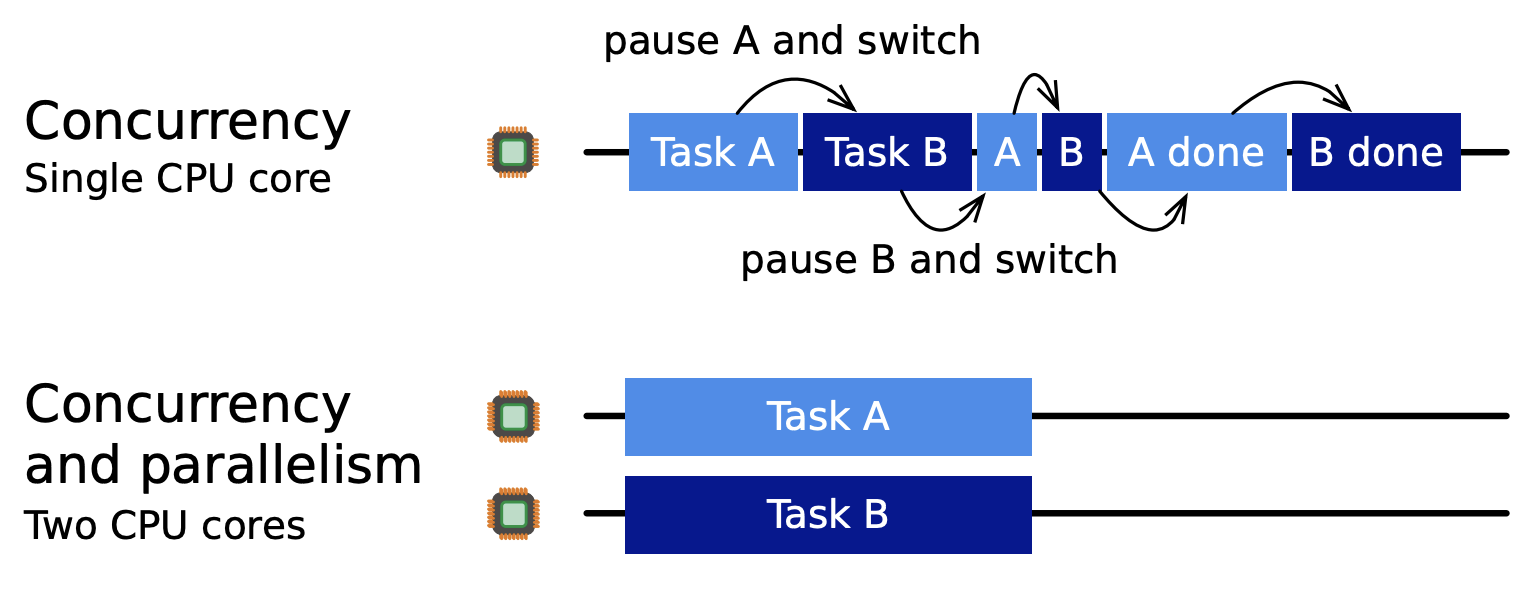 pause A and switch
Concurrency
Single CPU core
Task A Task B A B A done B done
pause B and switch
Concurrency
and parallelism
Two CPU cores
Task A
Task B